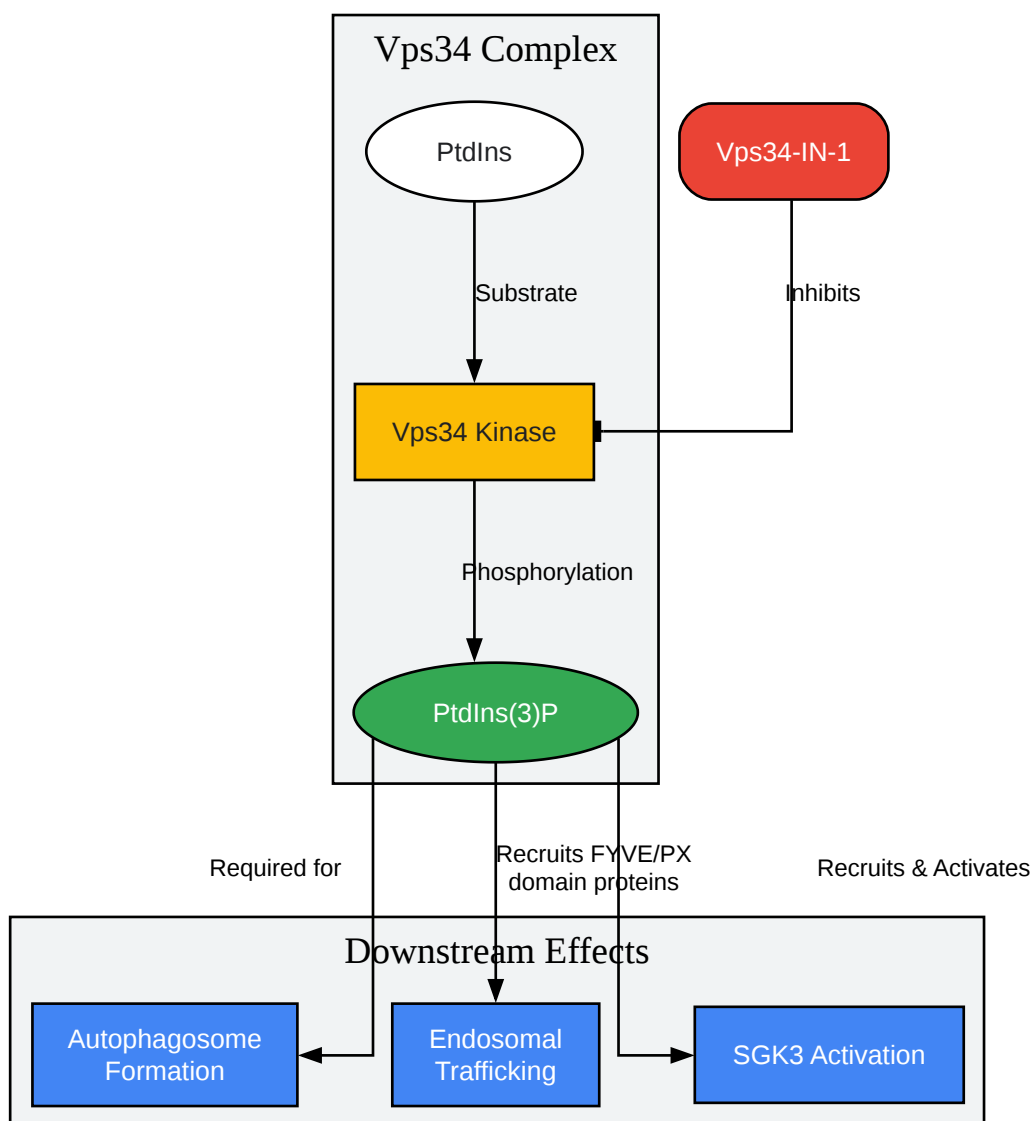 Vps34 Complex
PtdIns
Vps34-IN-1
Substrate
Inhibits
Vps34 Kinase
Phosphorylation
PtdIns(3)P
Required for
Recruits FYVE/PX
domain proteins
Recruits & Activates
Downstream Effects
Autophagosome
Formation
Endosomal
Trafficking
SGK3 Activation